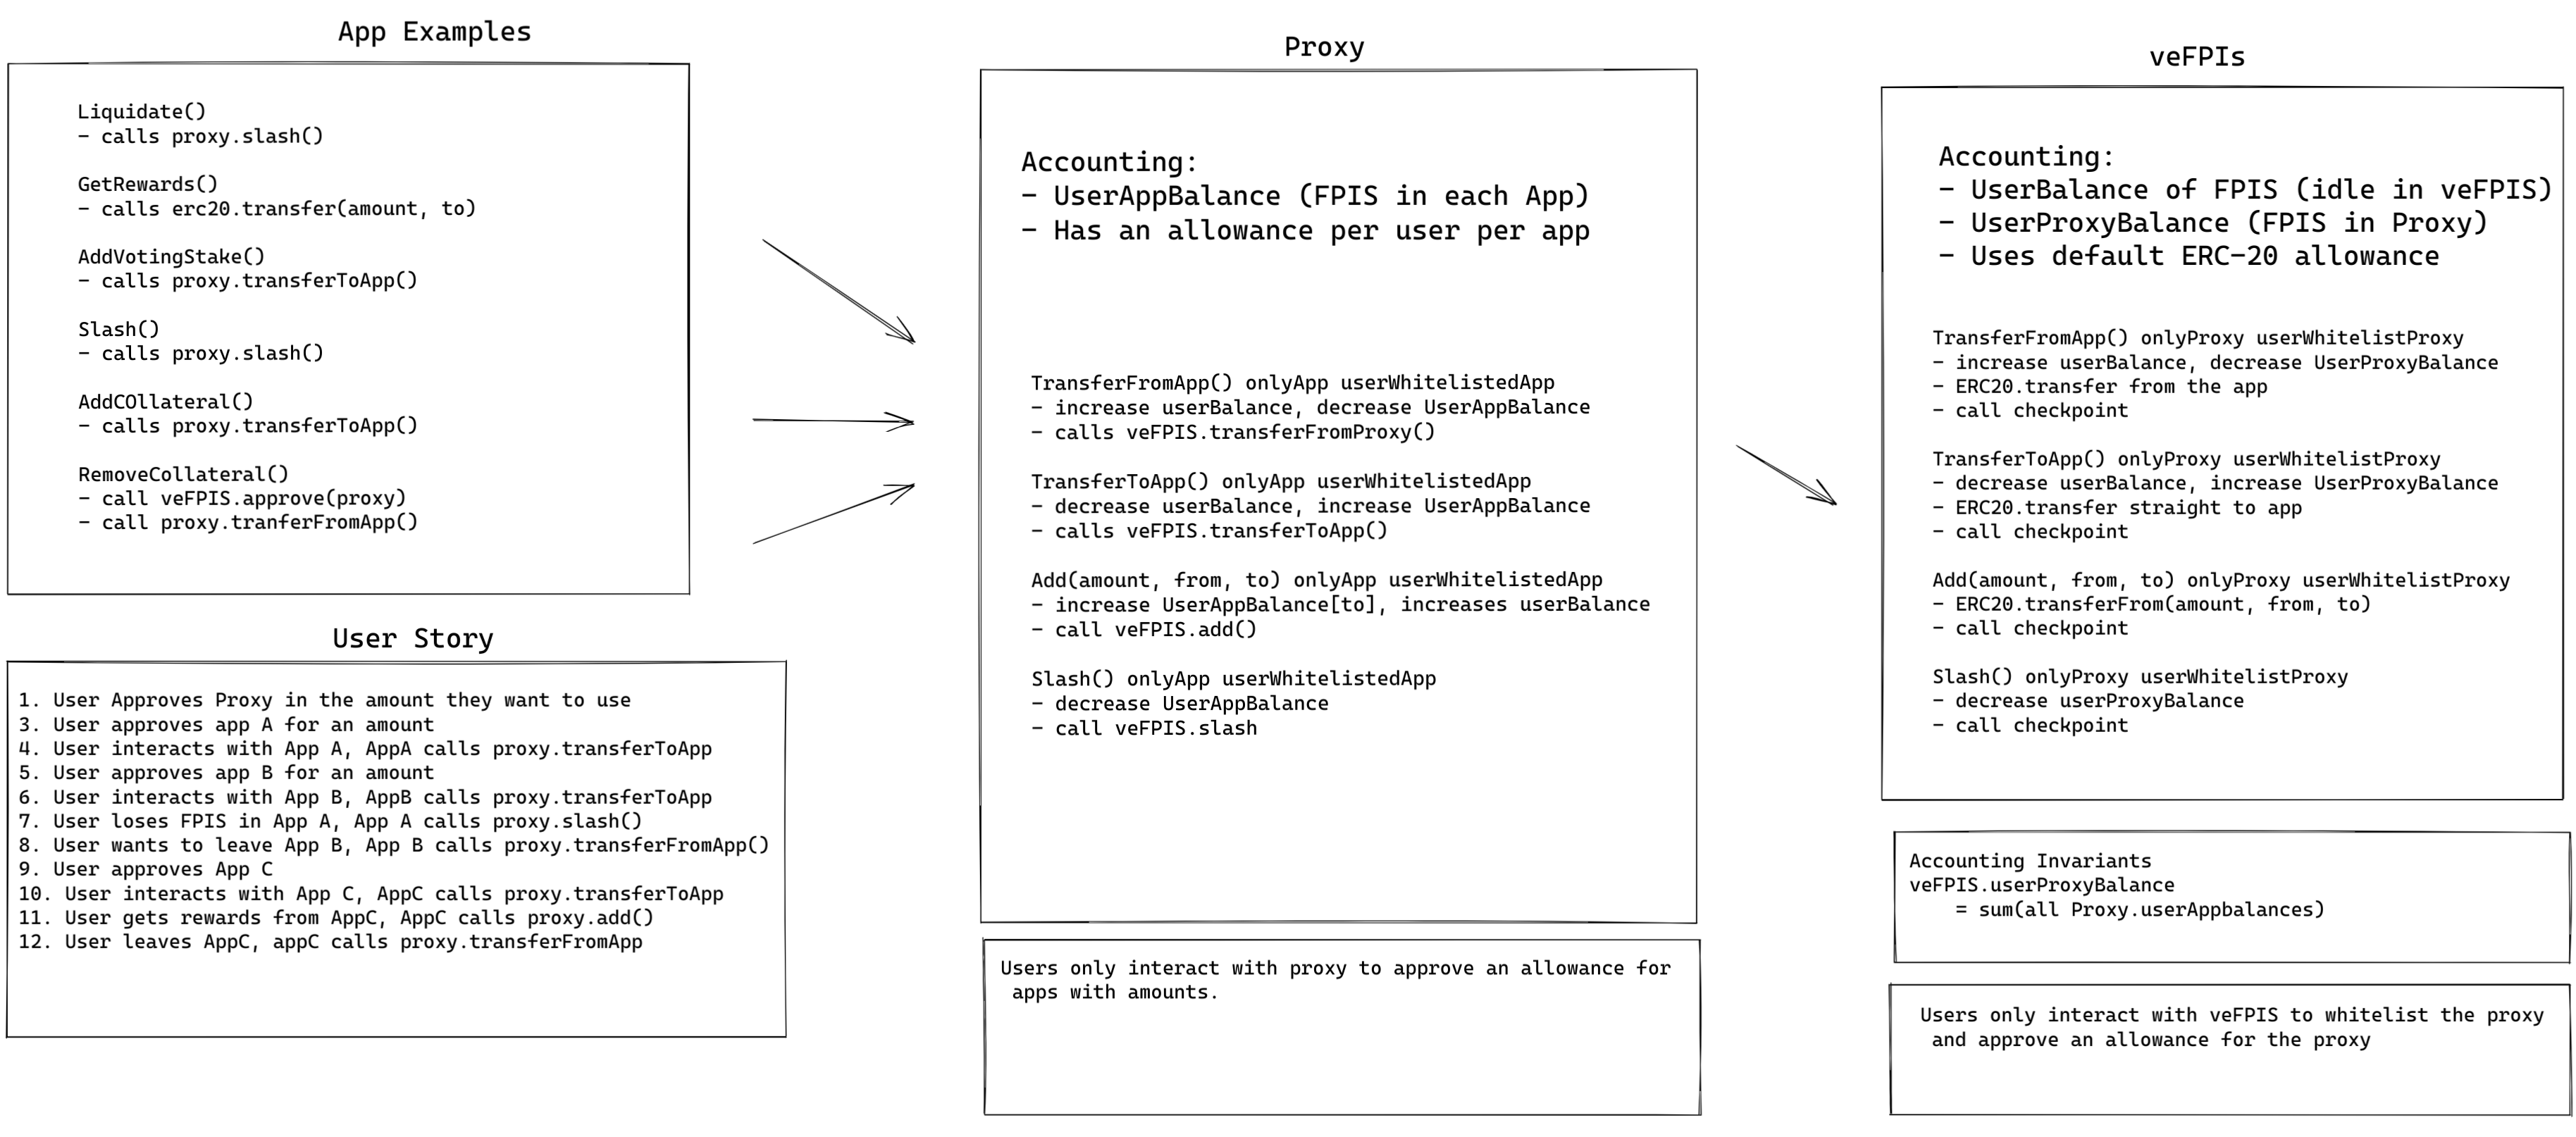 App Examples
Liquidate()
- calls proxy.slash()
GetRewards()
- calls erc20.transfer(amount, to)
AddVotingStake()
- calls proxy.transferToApp()
Slash()
- calls proxy.slash()
AddCOllateral()
- calls proxy.transferToApp()
RemoveCollateral()
- call veFPIS.approve(proxy)
- call proxy.tranferFromApp()
User Story
1. User Approves Proxy in the amount they want to use
3. User approves app A for an amount
4. User interacts with App A, AppA calls proxy.transferToApp
5. User approves app B for an amount
6. User interacts with App B, AppB calls proxy.transferToApp
7. User loses FPIS in App A, App A calls proxy.slash()
8. User wants to leave App B, App B calls proxy.transferFromApp()
9. User approves App C
10. User interacts with App C, AppC calls proxy.transferToApp
11. User gets rewards from AppC, AppC calls proxy.add()
12. User leaves AppC, appC calls proxy.transferFromApp
Proxy
Accounting:
- UserAppBalance (FPIS in each App)
- Has an allowance per user per app
TransferFromApp() onlyApp userWhitelistedApp
- increase userBalance, decrease UserAppBalance
- calls veFPIS.transferFromProxy()
TransferToApp() onlyApp userWhitelistedApp
- decrease userBalance, increase UserAppBalance
- calls veFPIS.transferToApp()
Add(amount, from, to) onlyApp userWhitelistedApp
- increase UserAppBalance[to], increases userBalance
- call veFPIS.add()
Slash() onlyApp userWhitelistedApp
- decrease UserAppBalance
- call veFPIS.slash
Users only interact with proxy to approve an allowance for
apps with amounts.
veFPIs
Accounting:
- UserBalance of FPIS (idle in veFPIS)
- UserProxyBalance (FPIS in Proxy)
- Uses default ERC-20 allowance
TransferFromApp() onlyProxy userWhitelistProxy
- increase userBalance, decrease UserProxyBalance
- ERC20.transfer from the app
- call checkpoint
TransferToApp() onlyProxy userWhitelistProxy
- decrease userBalance, increase UserProxyBalance
- ERC20.transfer straight to app
- call checkpoint
Add(amount, from, to) onlyProxy userWhitelistProxy
- ERC20.transferFrom(amount, from, to)
- call checkpoint
Slash() onlyProxy userWhitelistProxy
- decrease userProxyBalance
- call checkpoint
Accounting Invariants
veFPIS.userProxyBalance
= sum(all Proxy.userAppbalances)
Users only interact with veFPIS to whitelist the proxy
and approve an allowance for the proxy